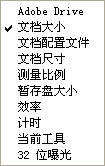 Adobe Drive
文档大小
文档配置文件
文档尺寸
测量比例
暂存盘大小
效率
计时
当前工具
32 位曝光